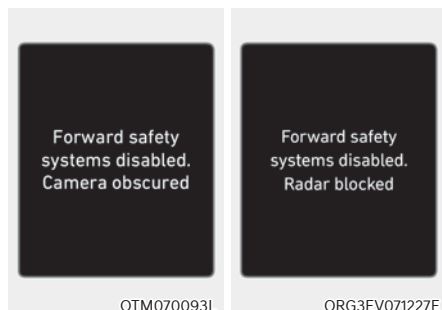 Forward safety
systems disabled.
Camera obscured
Forward safety
systems disabled.
Radar blocked
OTM070093L
ORG3EV071227E